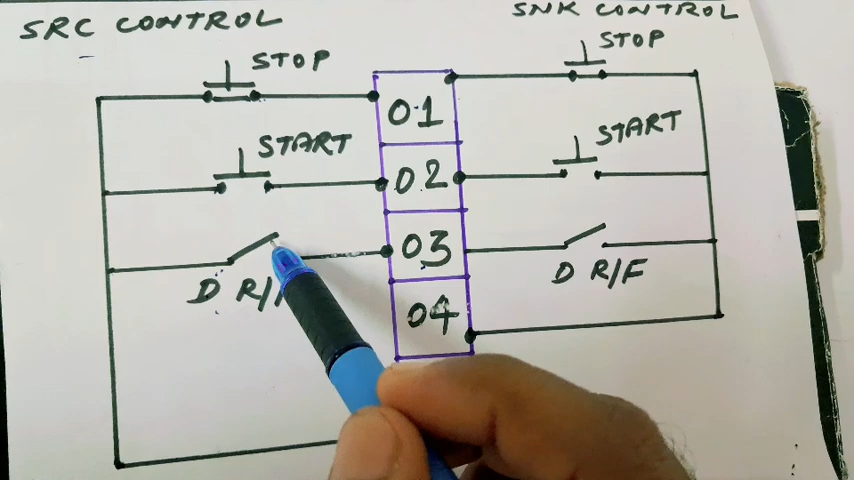 SRC CONTROL
SNK CONTROL
STOP
STOP
01
START
START
02
03
D R/
D R/F
04